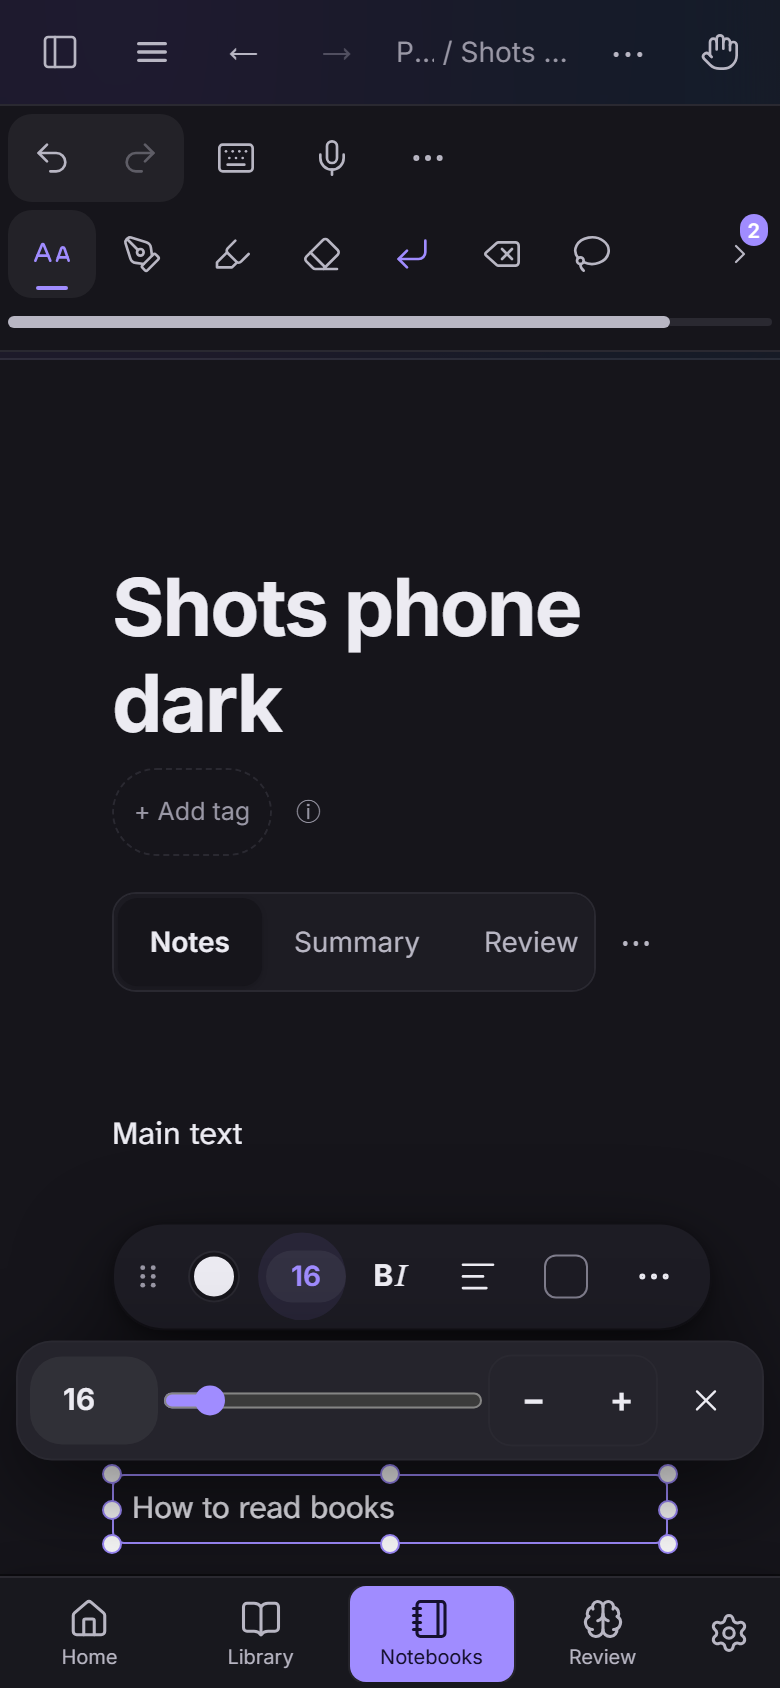 P... / Shots ...
AA
2
Shots phone
dark
+ Add tag
Notes Summary Review
Main text
16 BI
16 − +
How to read books
Home Library Notebooks Review